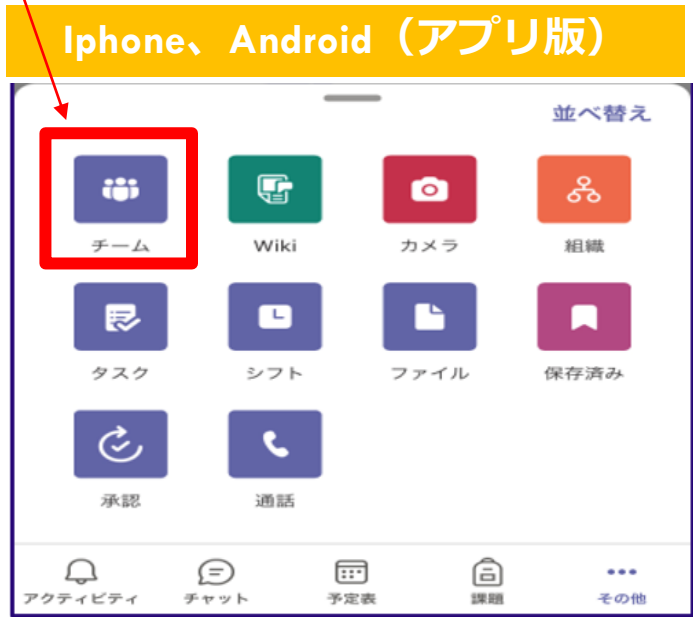 Iphone、Android（アプリ版）
並べ替え
チーム Wiki カメラ 組織
タスク シフト ファイル 保存済み
承認 通話
アクティビティ チャット 予定表 課題 その他